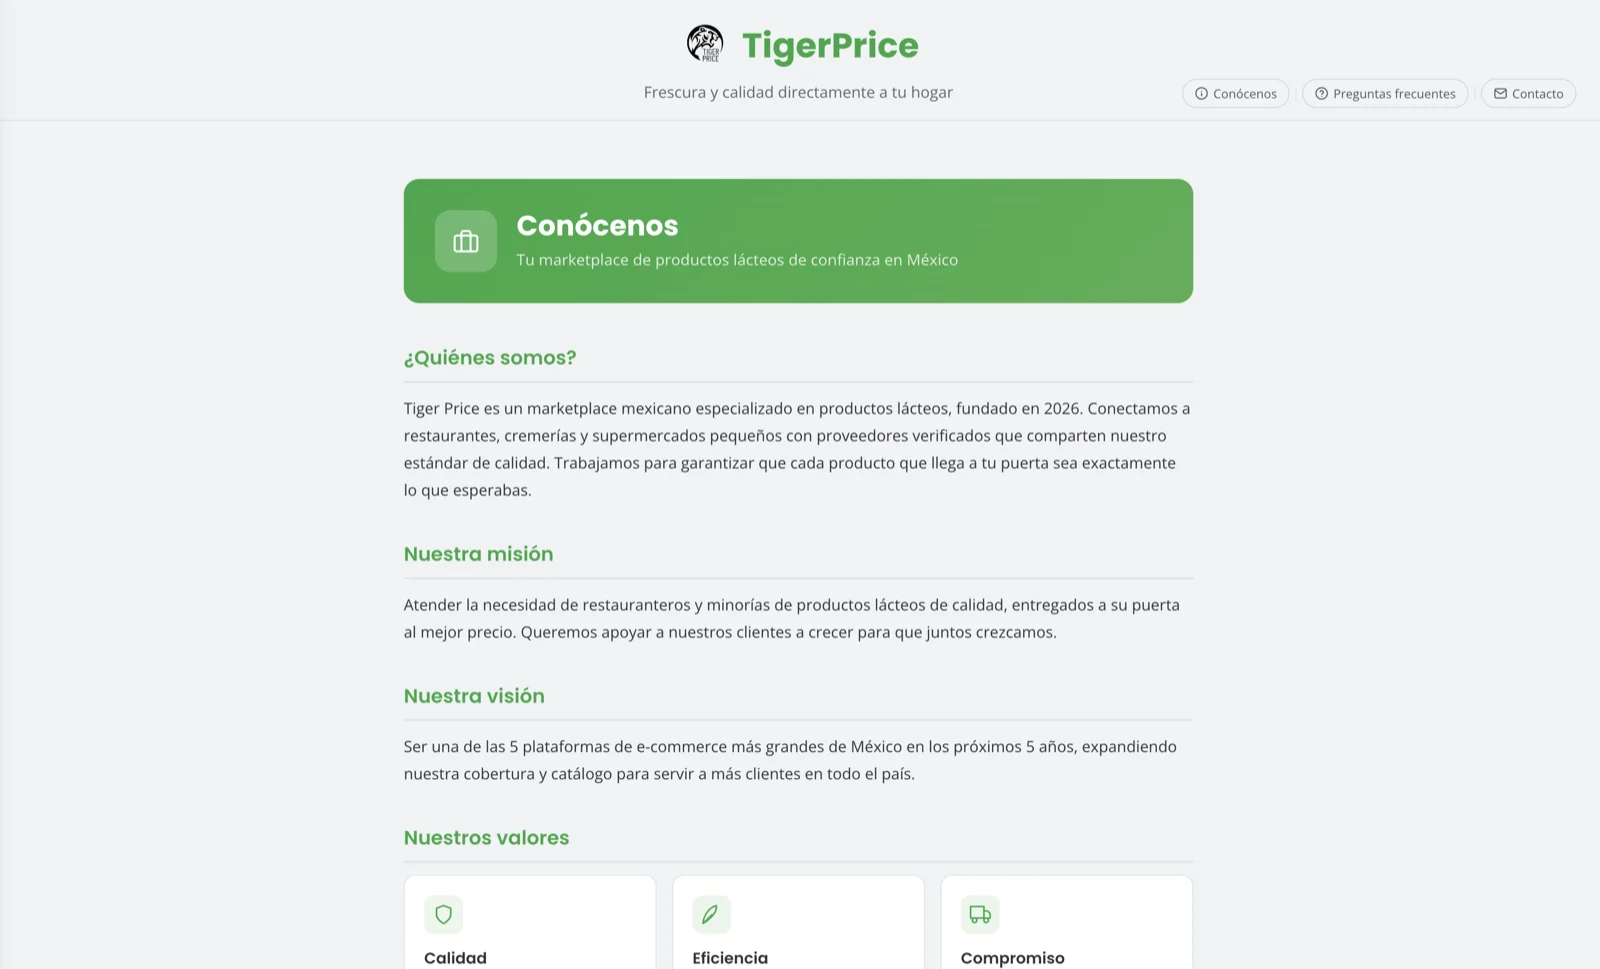 TIGER
PRICE
TigerPrice
Frescura y calidad directamente a tu hogar
Conócenos
Preguntas frecuentes
Contacto
Conócenos
Tu marketplace de productos lácteos de confianza en México
¿Quiénes somos?
Tiger Price es un marketplace mexicano especializado en productos lácteos, fundado en 2026. Conectamos a
restaurantes, cremerías y supermercados pequeños con proveedores verificados que comparten nuestro
estándar de calidad. Trabajamos para garantizar que cada producto que llega a tu puerta sea exactamente
lo que esperabas.
Nuestra misión
Atender la necesidad de restauranteros y minorías de productos lácteos de calidad, entregados a su puerta
al mejor precio. Queremos apoyar a nuestros clientes a crecer para que juntos crezcamos.
Nuestra visión
Ser una de las 5 plataformas de e-commerce más grandes de México en los próximos 5 años, expandiendo
nuestra cobertura y catálogo para servir a más clientes en todo el país.
Nuestros valores
Calidad
Eficiencia
Compromiso